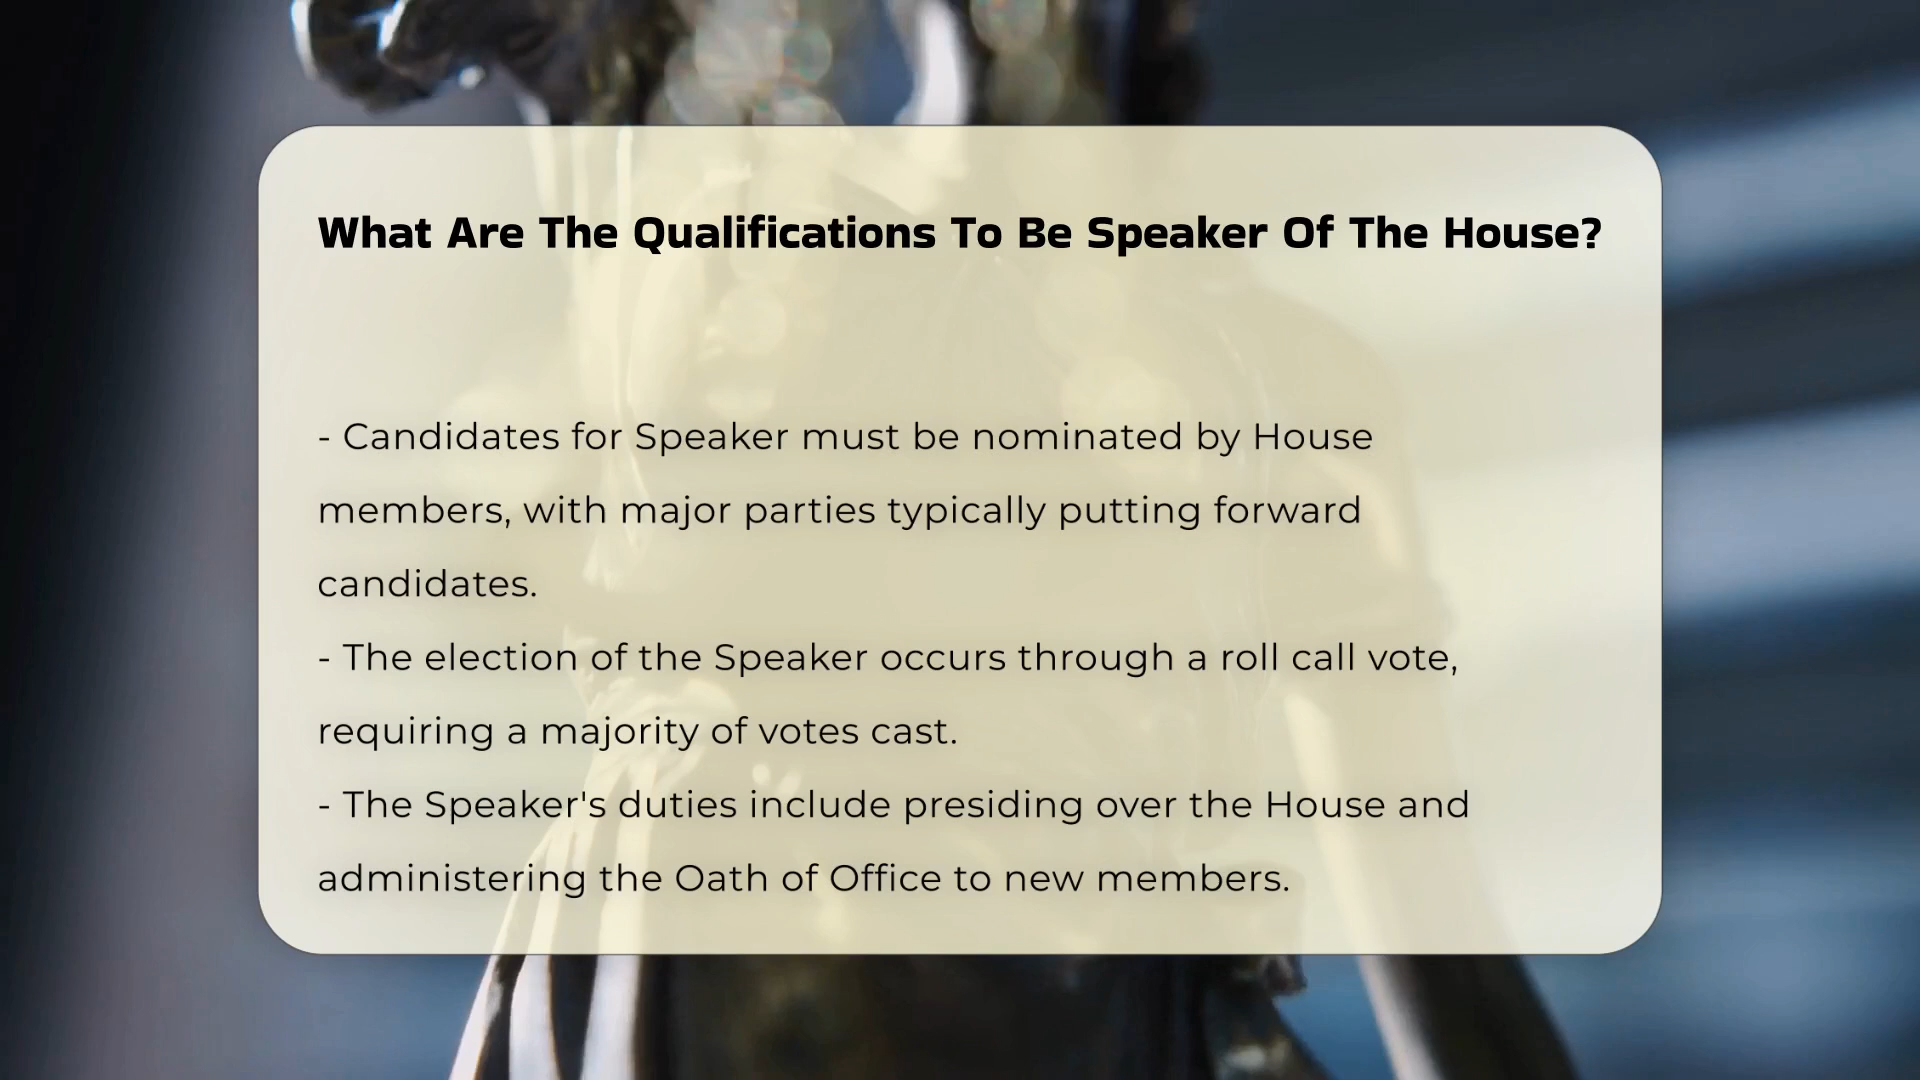 What Are The Qualifications To Be Speaker Of The House?
- Candidates for Speaker must be nominated by House
members, with major parties typically putting forward
candidates.
- The election of the Speaker occurs through a roll call vote,
requiring a majority of votes cast.
- The Speaker's duties include presiding over the House and
administering the Oath of Office to new members.